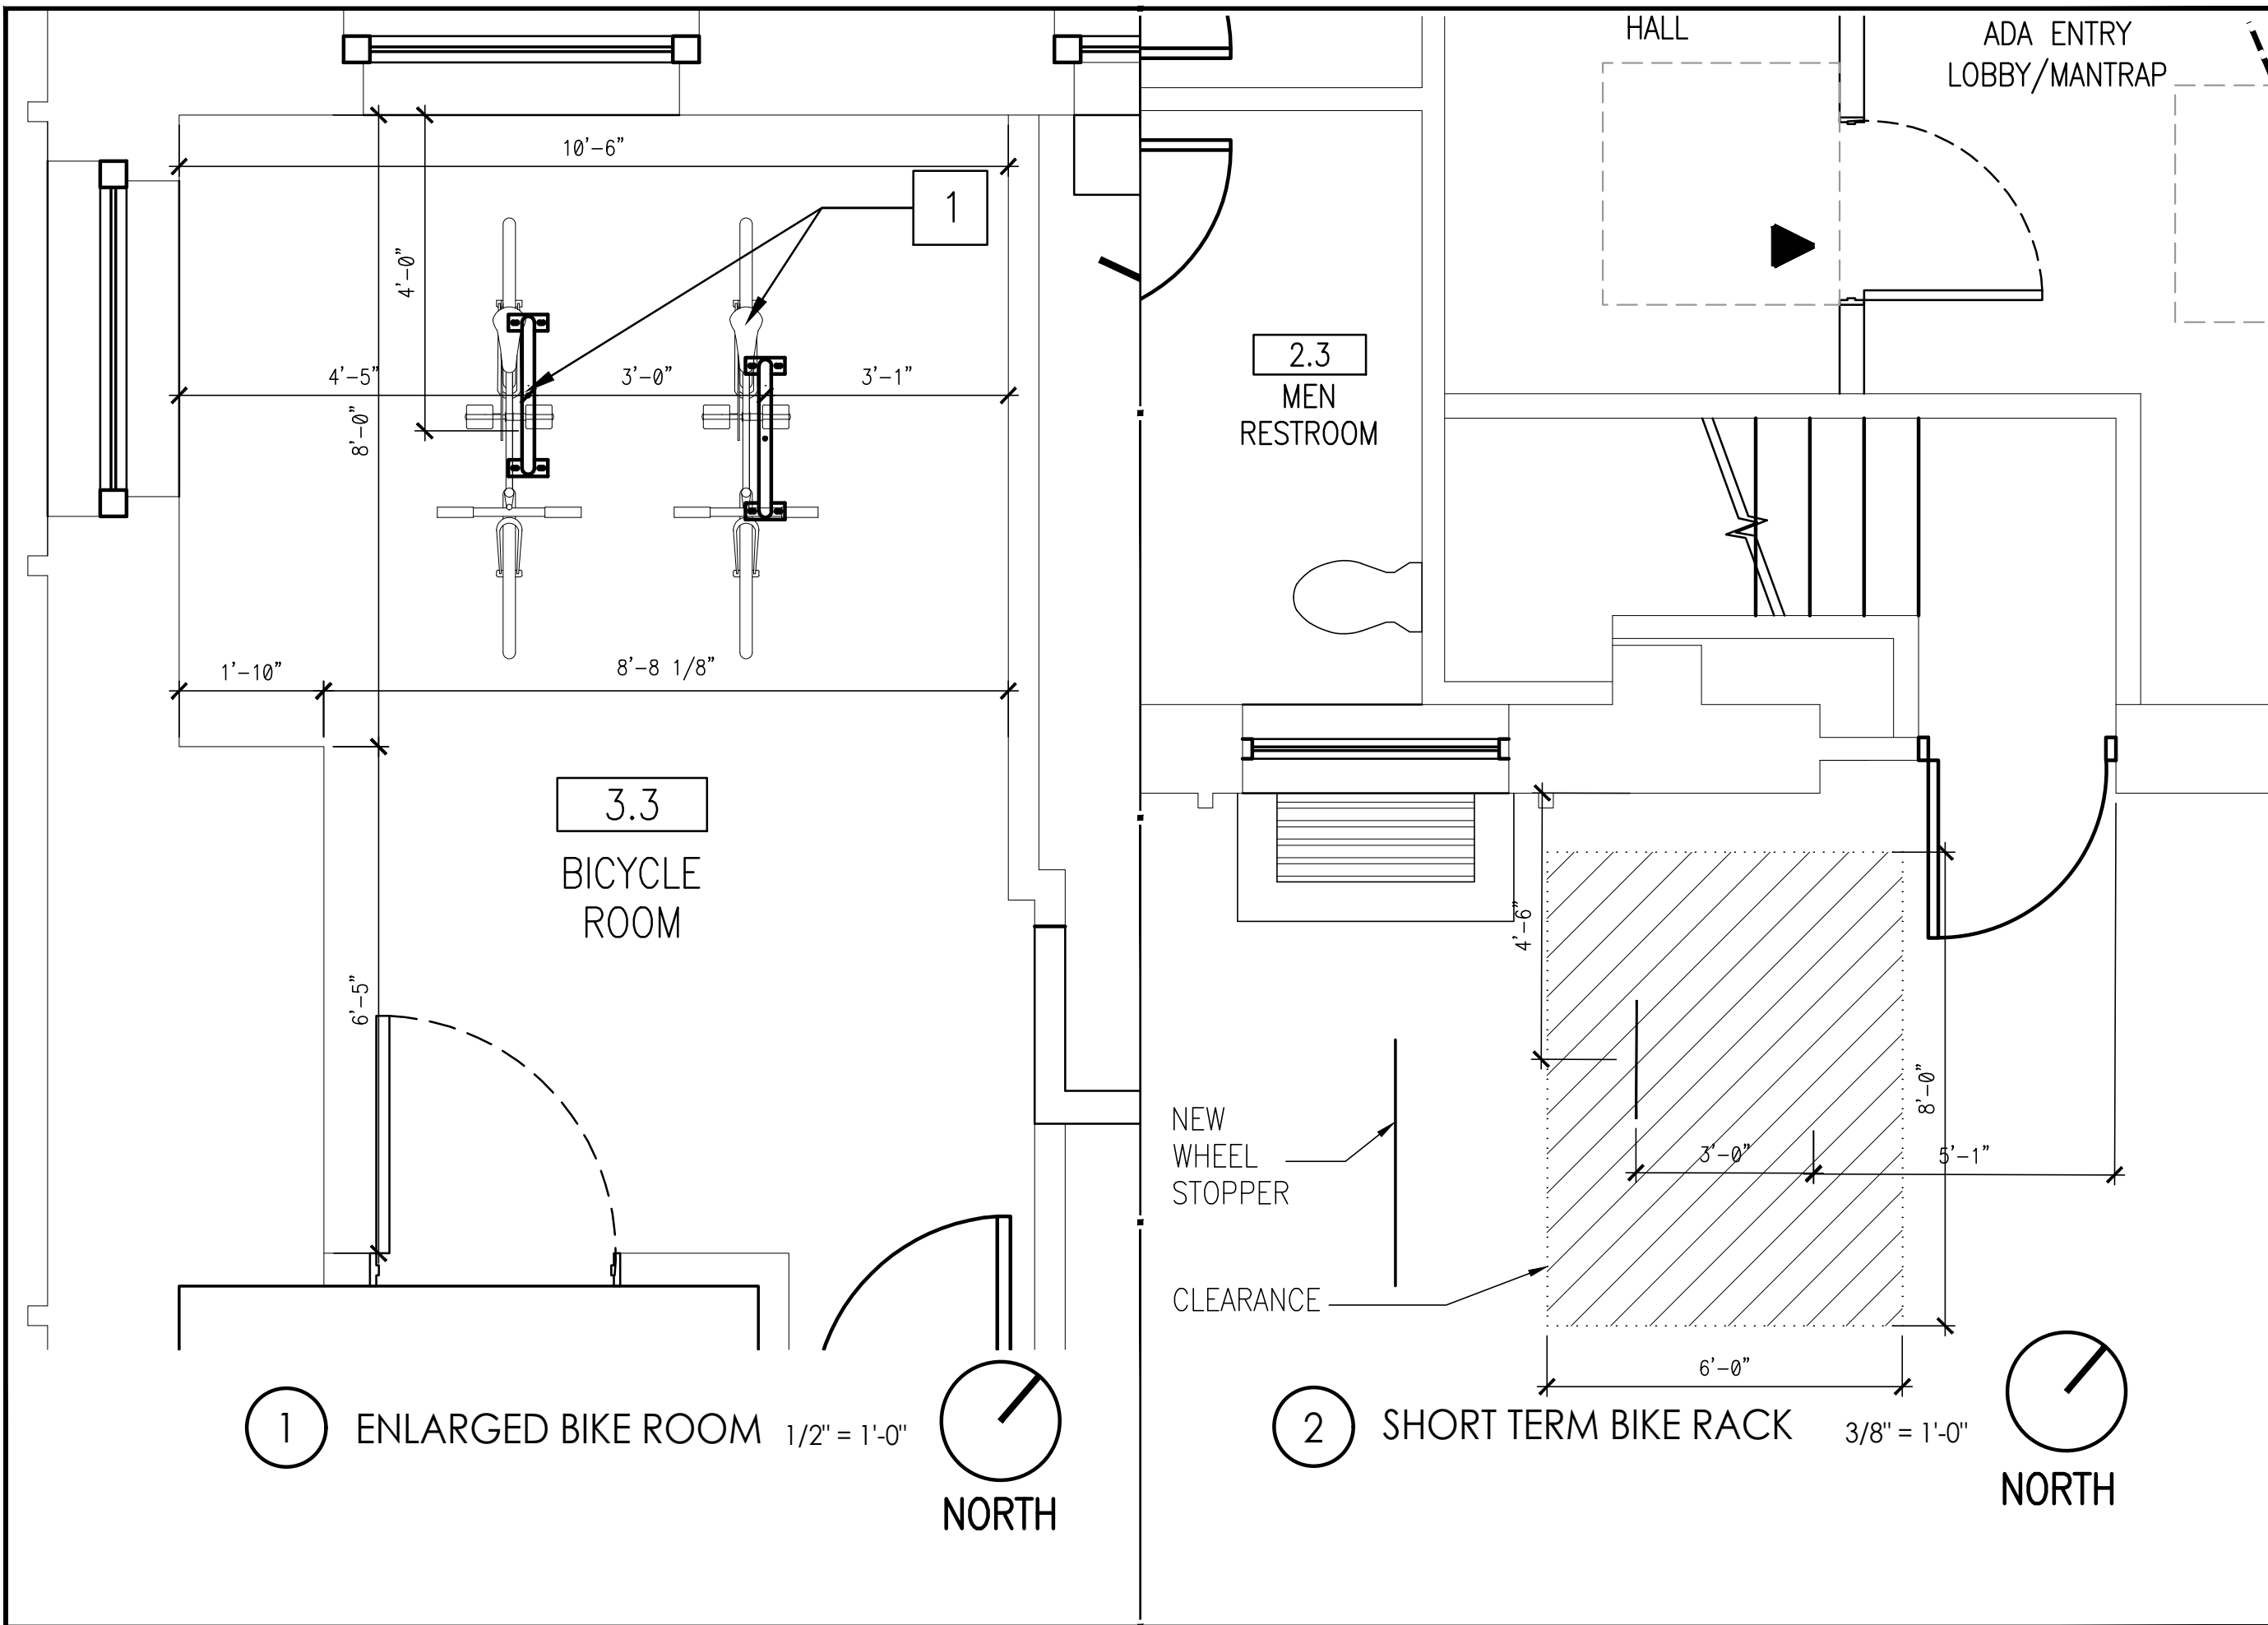 10'-6"
1
4'-0"
4'-5"
3'-0"
3'-1"
8'-0"
1'-10"
8'-8 1/8"
3.3
BICYCLE
ROOM
6'-5"
1
ENLARGED BIKE ROOM 1/2" = 1'-0"
NORTH
HALL
ADA ENTRY
LOBBY/MANTRAP
2.3
MEN
RESTROOM
4'-6"
8'-0"
NEW
WHEEL
STOPPER
3'-0"
5'-1"
CLEARANCE
6'-0"
2
SHORT TERM BIKE RACK 3/8" = 1'-0"
NORTH